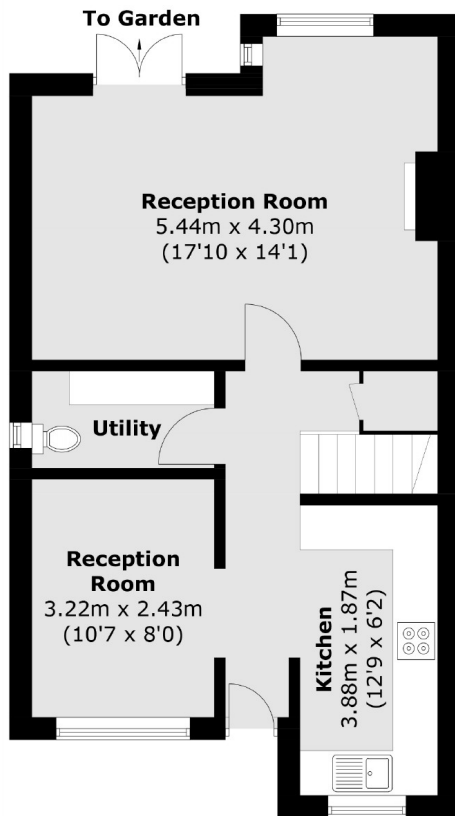 To Garden
Reception Room
5.44m x 4.30m
(17'10 x 14'1)
Utility
Reception
Room
3.22m x 2.43m
(10'7 x 8'0)
Kitchen
3.88m x 1.87m
(12'9 x 6'2)